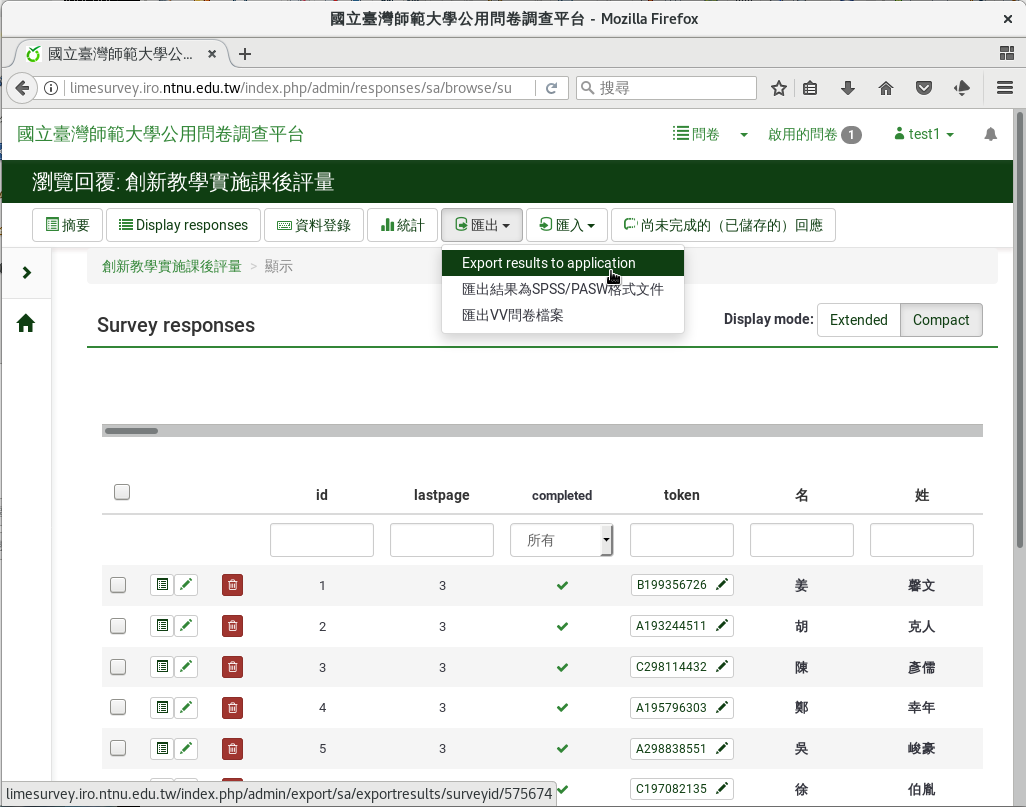 國立臺灣師範大學公用問卷調查平台 - Mozilla Firefox
國立臺灣師範大學公...
limesurvey.iro.ntnu.edu.tw/index.php/admin/responses/sa/browse/su
搜尋
國立臺灣師範大學公用問卷調查平台
問卷
啟用的問卷 1
test1
瀏覽回覆: 創新教學實施課後評量
摘要
Display responses
資料登錄
統計
匯出
匯入
尚未完成的（已儲存的）回應
創新教學實施課後評量 > 顯示
Export results to application
匯出結果為SPSS/PASW格式文件
匯出VV問卷檔案
Survey responses
Display mode: Extended Compact
id lastpage completed token 名 姓
所有
1 3 B199356726 姜 馨文
2 3 A193244511 胡 克人
3 3 C298114432 陳 彥儒
4 3 A195796303 鄭 幸年
5 3 A298838551 吳 峻豪
C197082135 徐 伯胤
limesurvey.iro.ntnu.edu.tw/index.php/admin/export/sa/exportresults/surveyid/575674